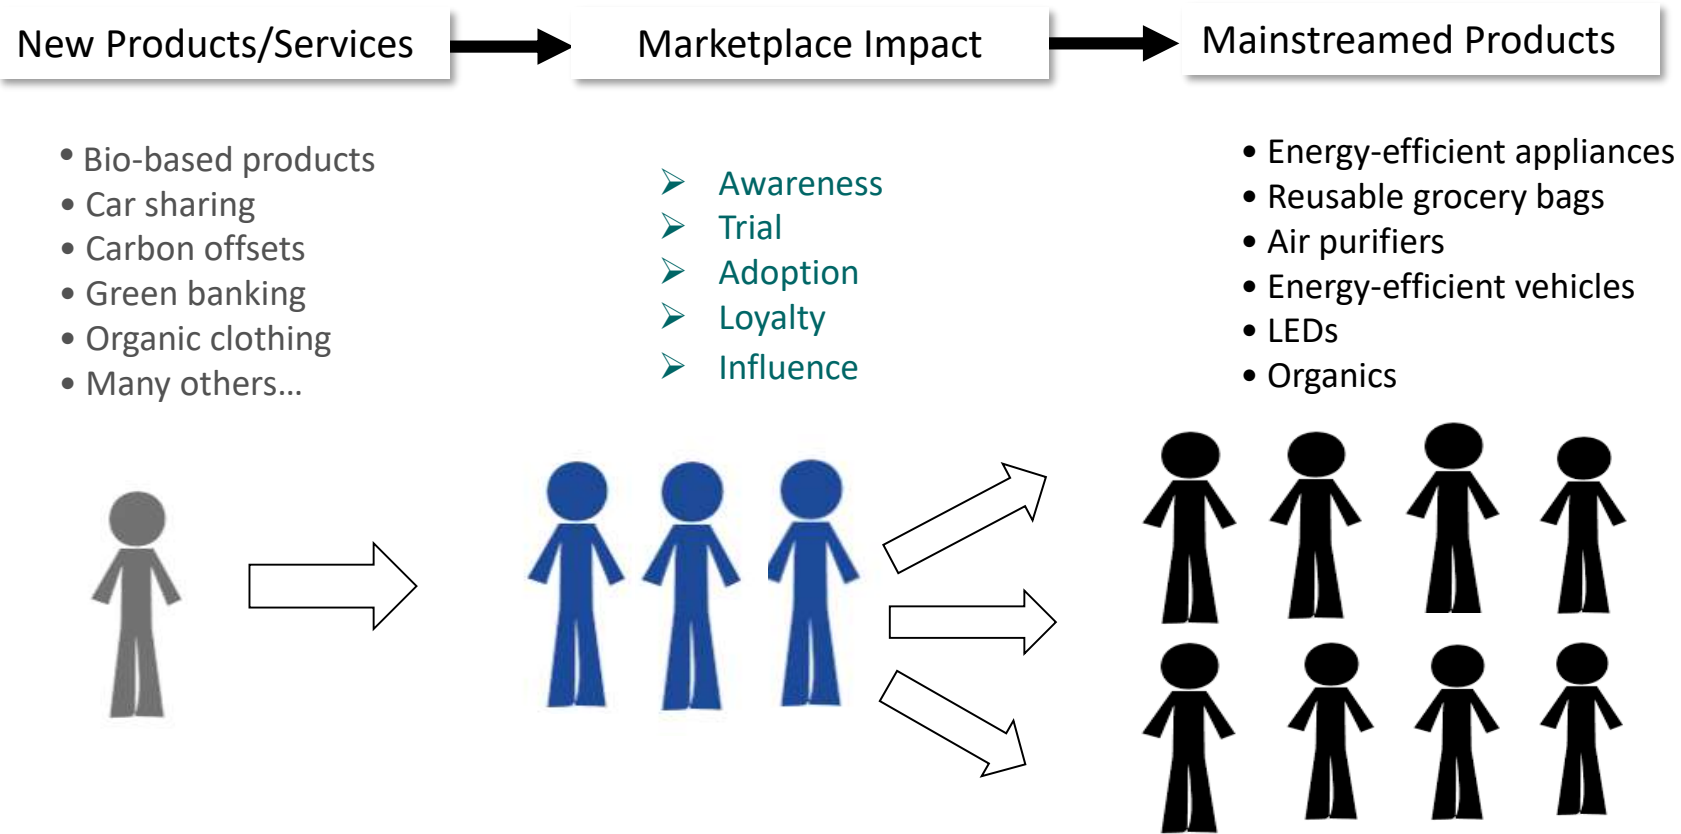 New Products/Services
Marketplace Impact
Mainstreamed Products
• Bio-based products
• Car sharing
• Carbon offsets
• Green banking
• Organic clothing
• Many others...
➢ Awareness
➢ Trial
➢ Adoption
➢ Loyalty
➢ Influence
• Energy-efficient appliances
• Reusable grocery bags
• Air purifiers
• Energy-efficient vehicles
• LEDs
• Organics